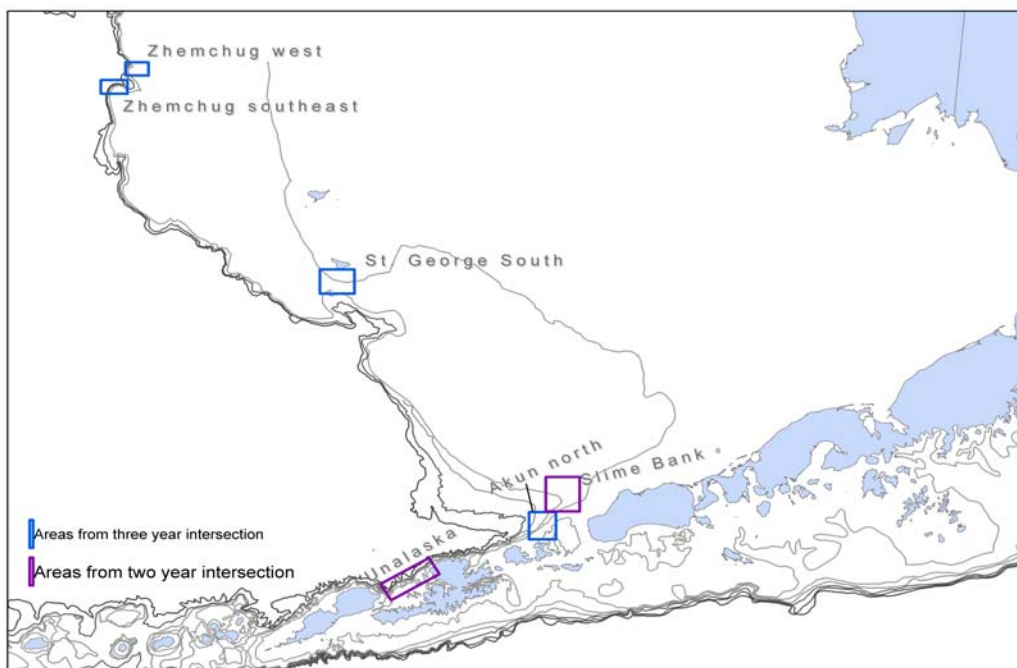 Zhemchug west
Zhemchug southeast
St. George South
Akun north
Slime Bank
Unalaska
Areas from three year intersection
Areas from two year intersection